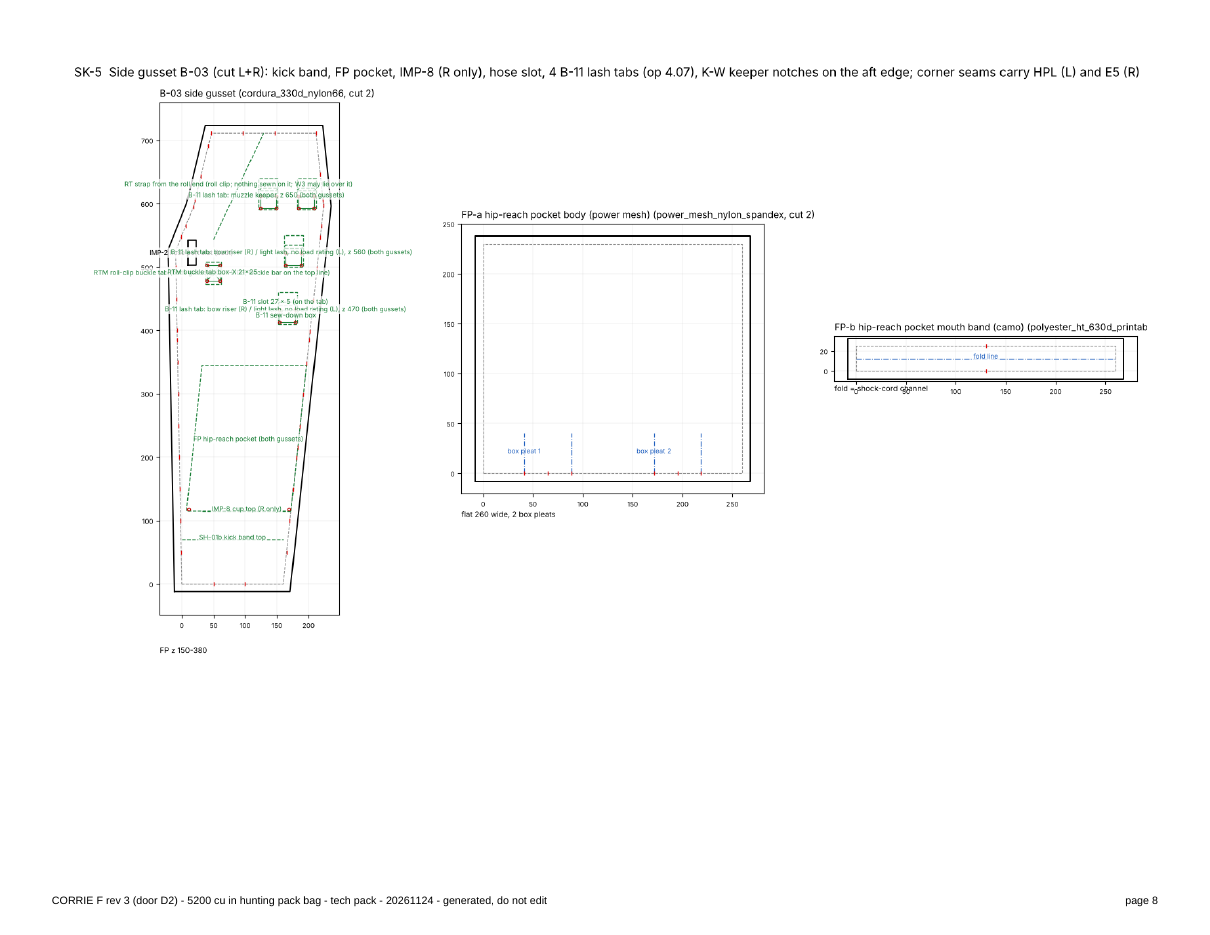 SK-5 Side gusset B-03 (cut L+R): kick band, FP pocket, IMP-8 (R only), hose slot, 4 B-11 lash tabs (op 4.07), K-W keeper notches on the aft edge; corner seams carry HPL (L) and E5 (R)
B-03 side gusset (cordura_330d_nylon66, cut 2)
700
RT strap from the roll end (roll clip; nothing sewn on it; W3 may lie over it)
B-11 lash tab: muzzle keeper, z 650 (both gussets)
600
IMP-2
B-11 lash tab: bow riser (R) / light lash, no load rating (L), z 560 (both gussets)
500
RTM roll-clip buckle tab
RTM buckle tab box-X 21×25
buckle bar on the top line)
B-11 slot 27 × 5 (on the tab)
B-11 lash tab: bow riser (R) / light lash, no load rating (L), z 470 (both gussets)
B-11 sew-down box
400
300
FP hip-reach pocket (both gussets)
200
IMP-8 cup top (R only)
100
SH-01b kick band top
0
0 50 100 150 200
FP z 150-380
FP-a hip-reach pocket body (power mesh) (power_mesh_nylon_spandex, cut 2)
250
200
150
100
50
box pleat 1 box pleat 2
0
0 50 100 150 200 250
flat 260 wide, 2 box pleats
FP-b hip-reach pocket mouth band (camo) (polyester_ht_630d_printab
20
fold line
0
fold = shock-cord channel
0 50 100 150 200 250
CORRIE F rev 3 (door D2) - 5200 cu in hunting pack bag - tech pack - 20261124 - generated, do not edit
page 8